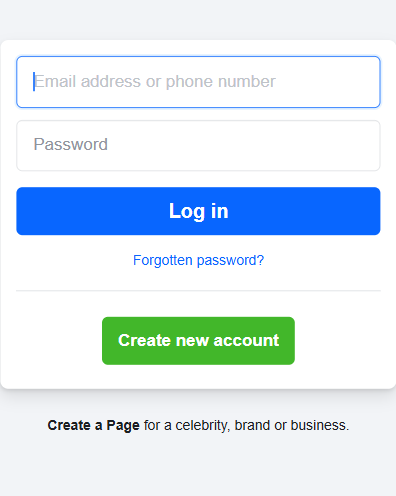 Email address or phone number
Password
Log in
Forgotten password?
Create new account
Create a Page for a celebrity, brand or business.